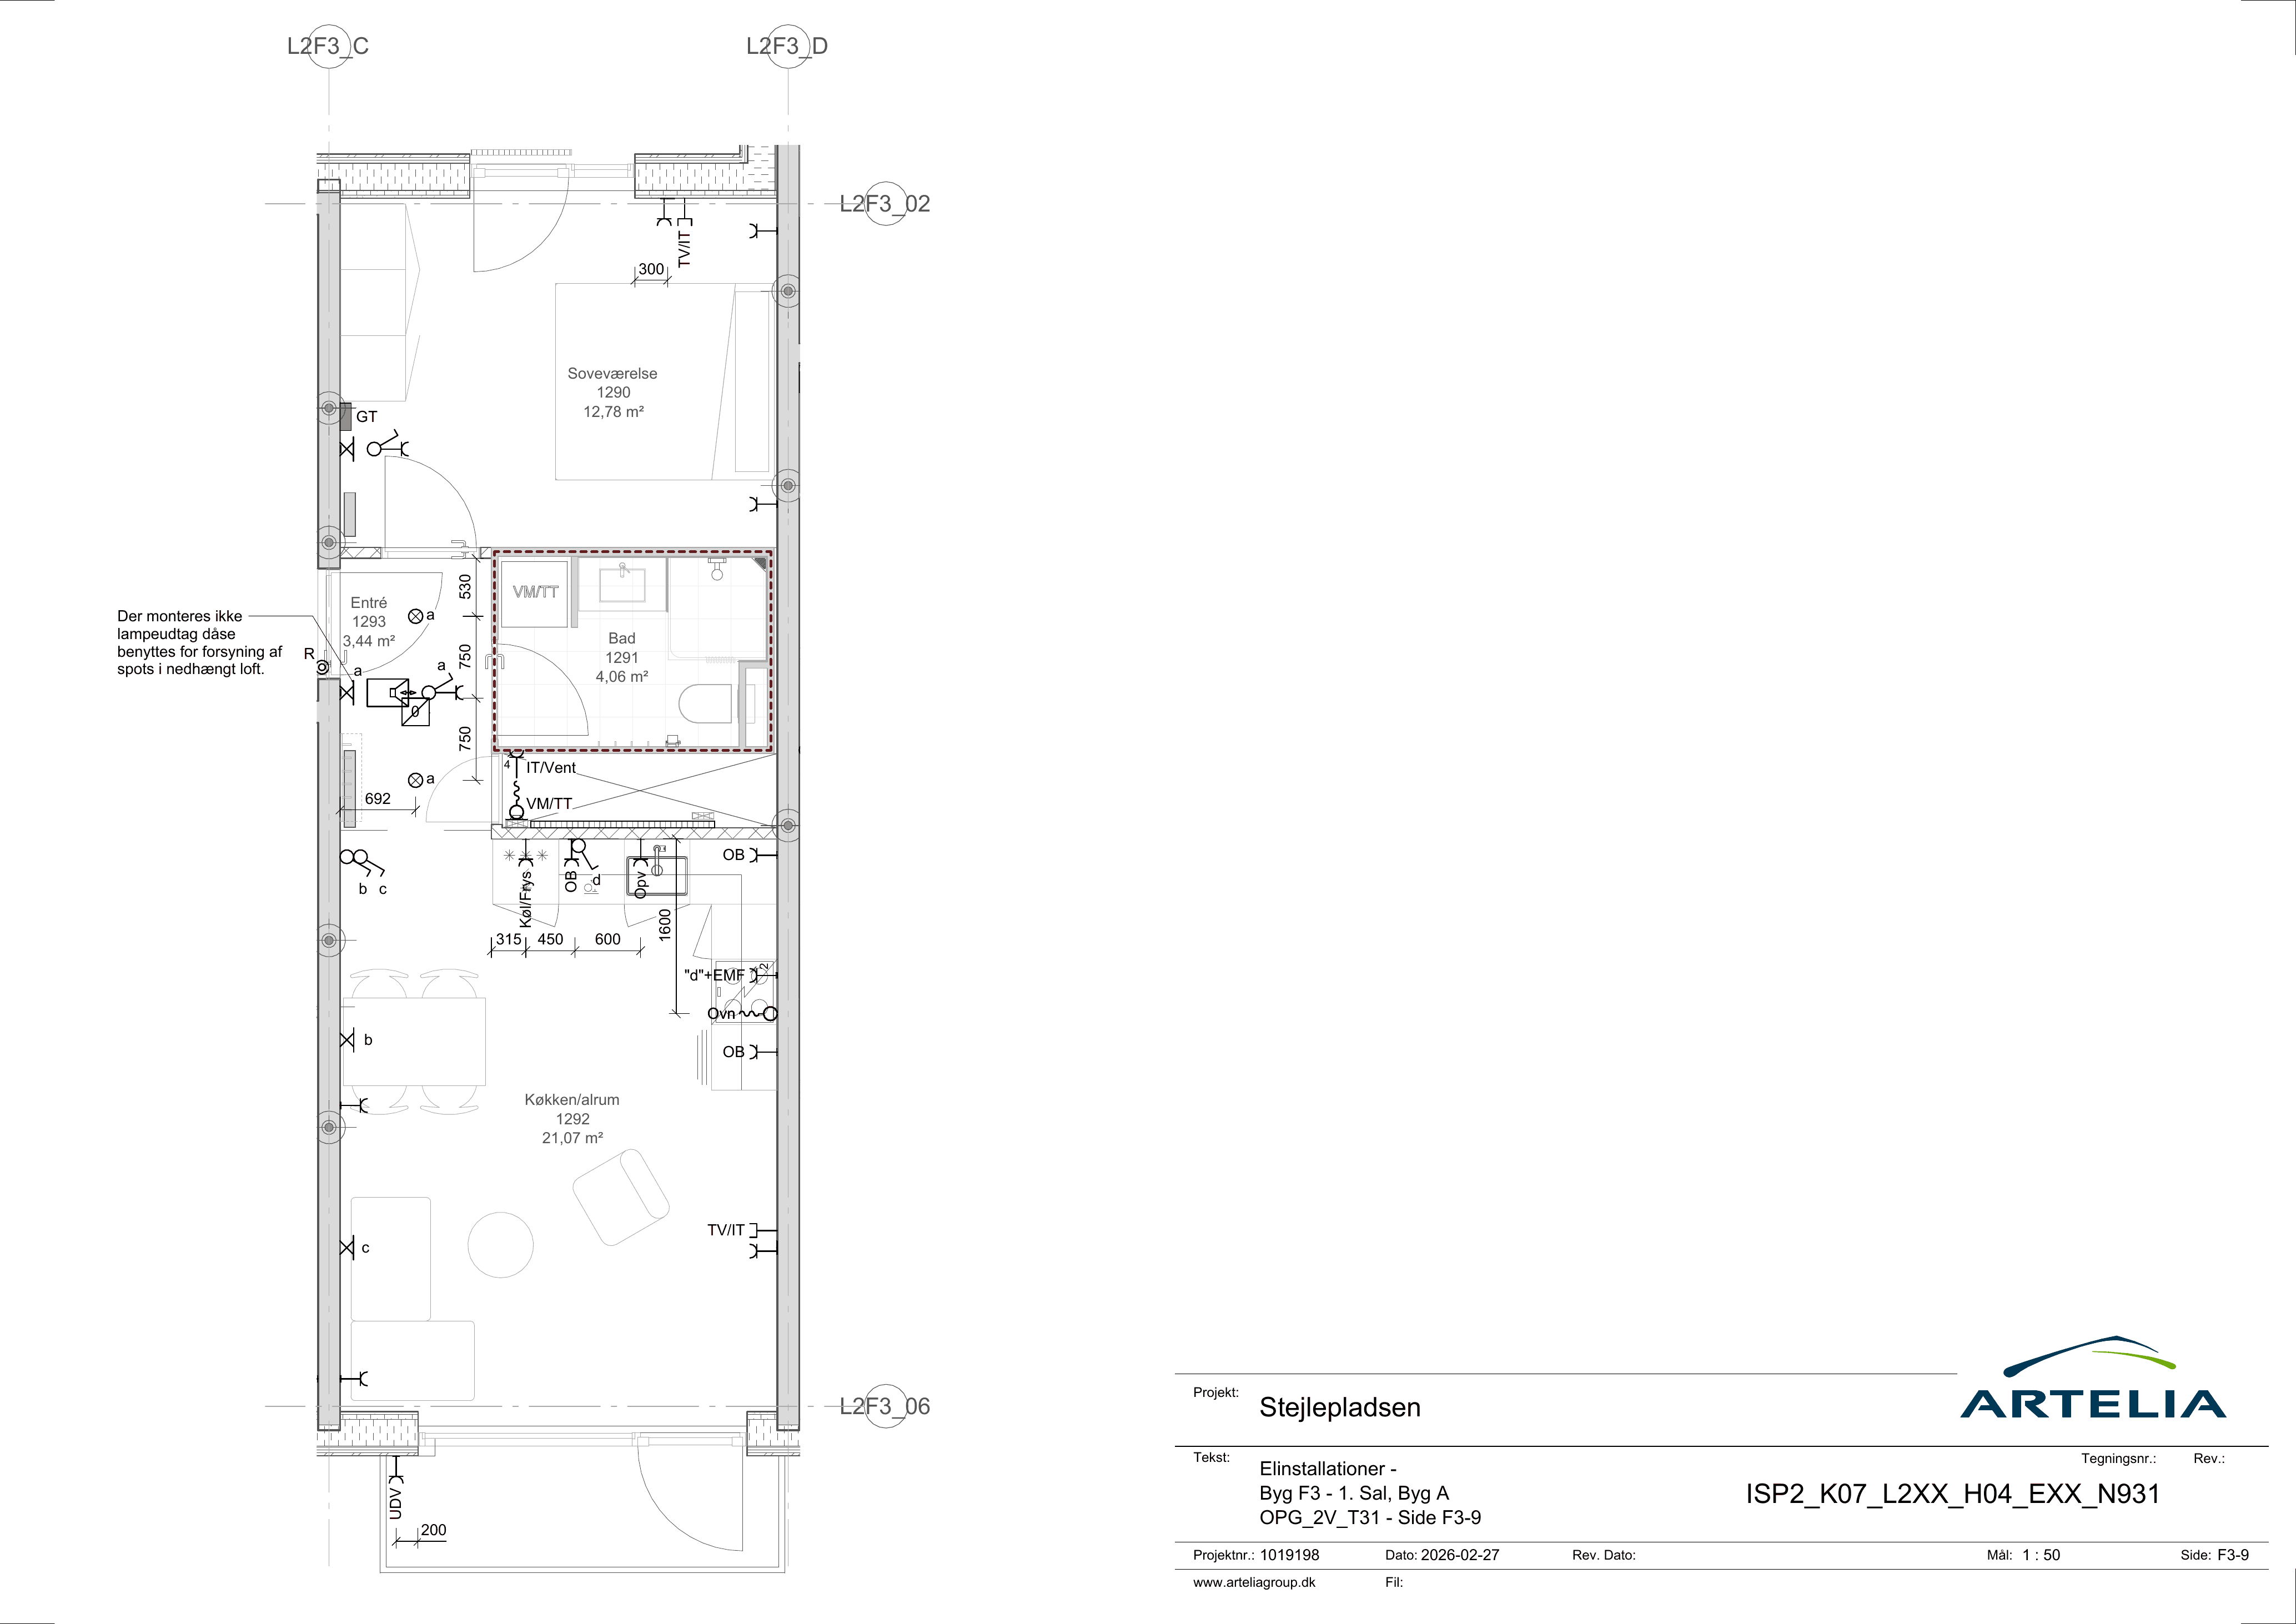 L2F3_C
L2F3_D
L2F3_02
TV/IT
300
Soveværelse
1290
12,78 m²
GT
530
VM/TT
Entré
1293
3,44 m²
a
Der monteres ikke
lampeudtag dåse
benyttes for forsyning af
spots i nedhængt loft.
R
a
a
750
Bad
1291
4,06 m²
0
750
4
IT/Vent
a
692
VM/TT
b c
Køl/Frys
OB
d
Opv
OB
1600
315
450
600
"d"+EMF
2
Ovn
b
OB
Køkken/alrum
1292
21,07 m²
TV/IT
c
L2F3_06
UDV
200
ARTELIA
Projekt:
Stejlepladsen
Tekst:
Elinstallationer -
Byg F3 - 1. Sal, Byg A
OPG_2V_T31 - Side F3-9
Tegningsnr.:
Rev.:
ISP2_K07_L2XX_H04_EXX_N931
Projektnr.: 1019198
Dato: 2026-02-27
Rev. Dato:
Mål: 1 : 50
Side: F3-9
www.arteliagroup.dk
Fil: